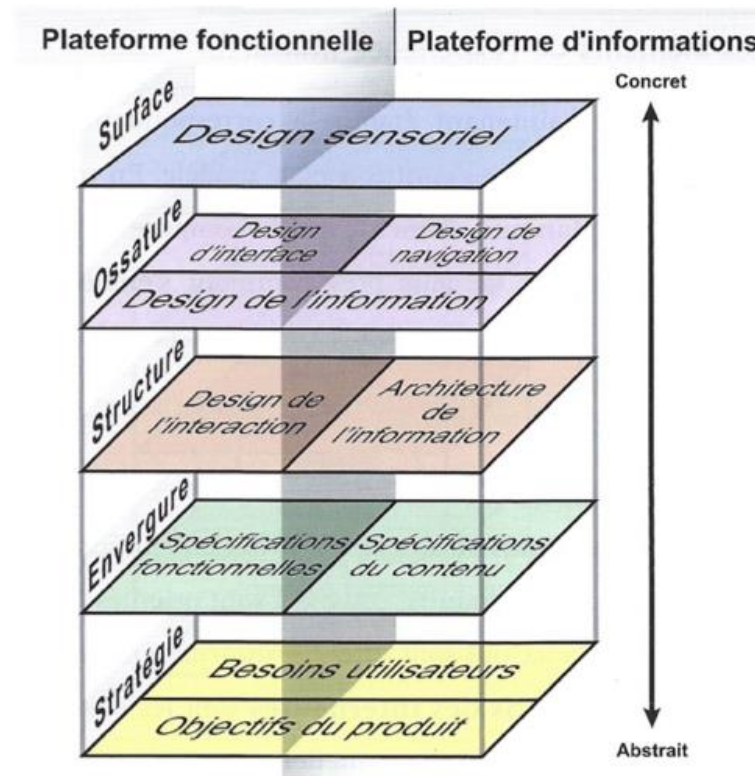 Plateforme fonctionnelle
Plateforme d'informations
Concret
Surface
Design sensoriel
Ossature
Design
d'interface
Design de
navigation
Design de l'information
Structure
Design de
l'interaction
Architecture
de
l'information
Envergure
Spécifications
fonctionnelles
Spécifications
du contenu
Stratégie
Besoins utilisateurs
Objectifs du produit
Abstrait